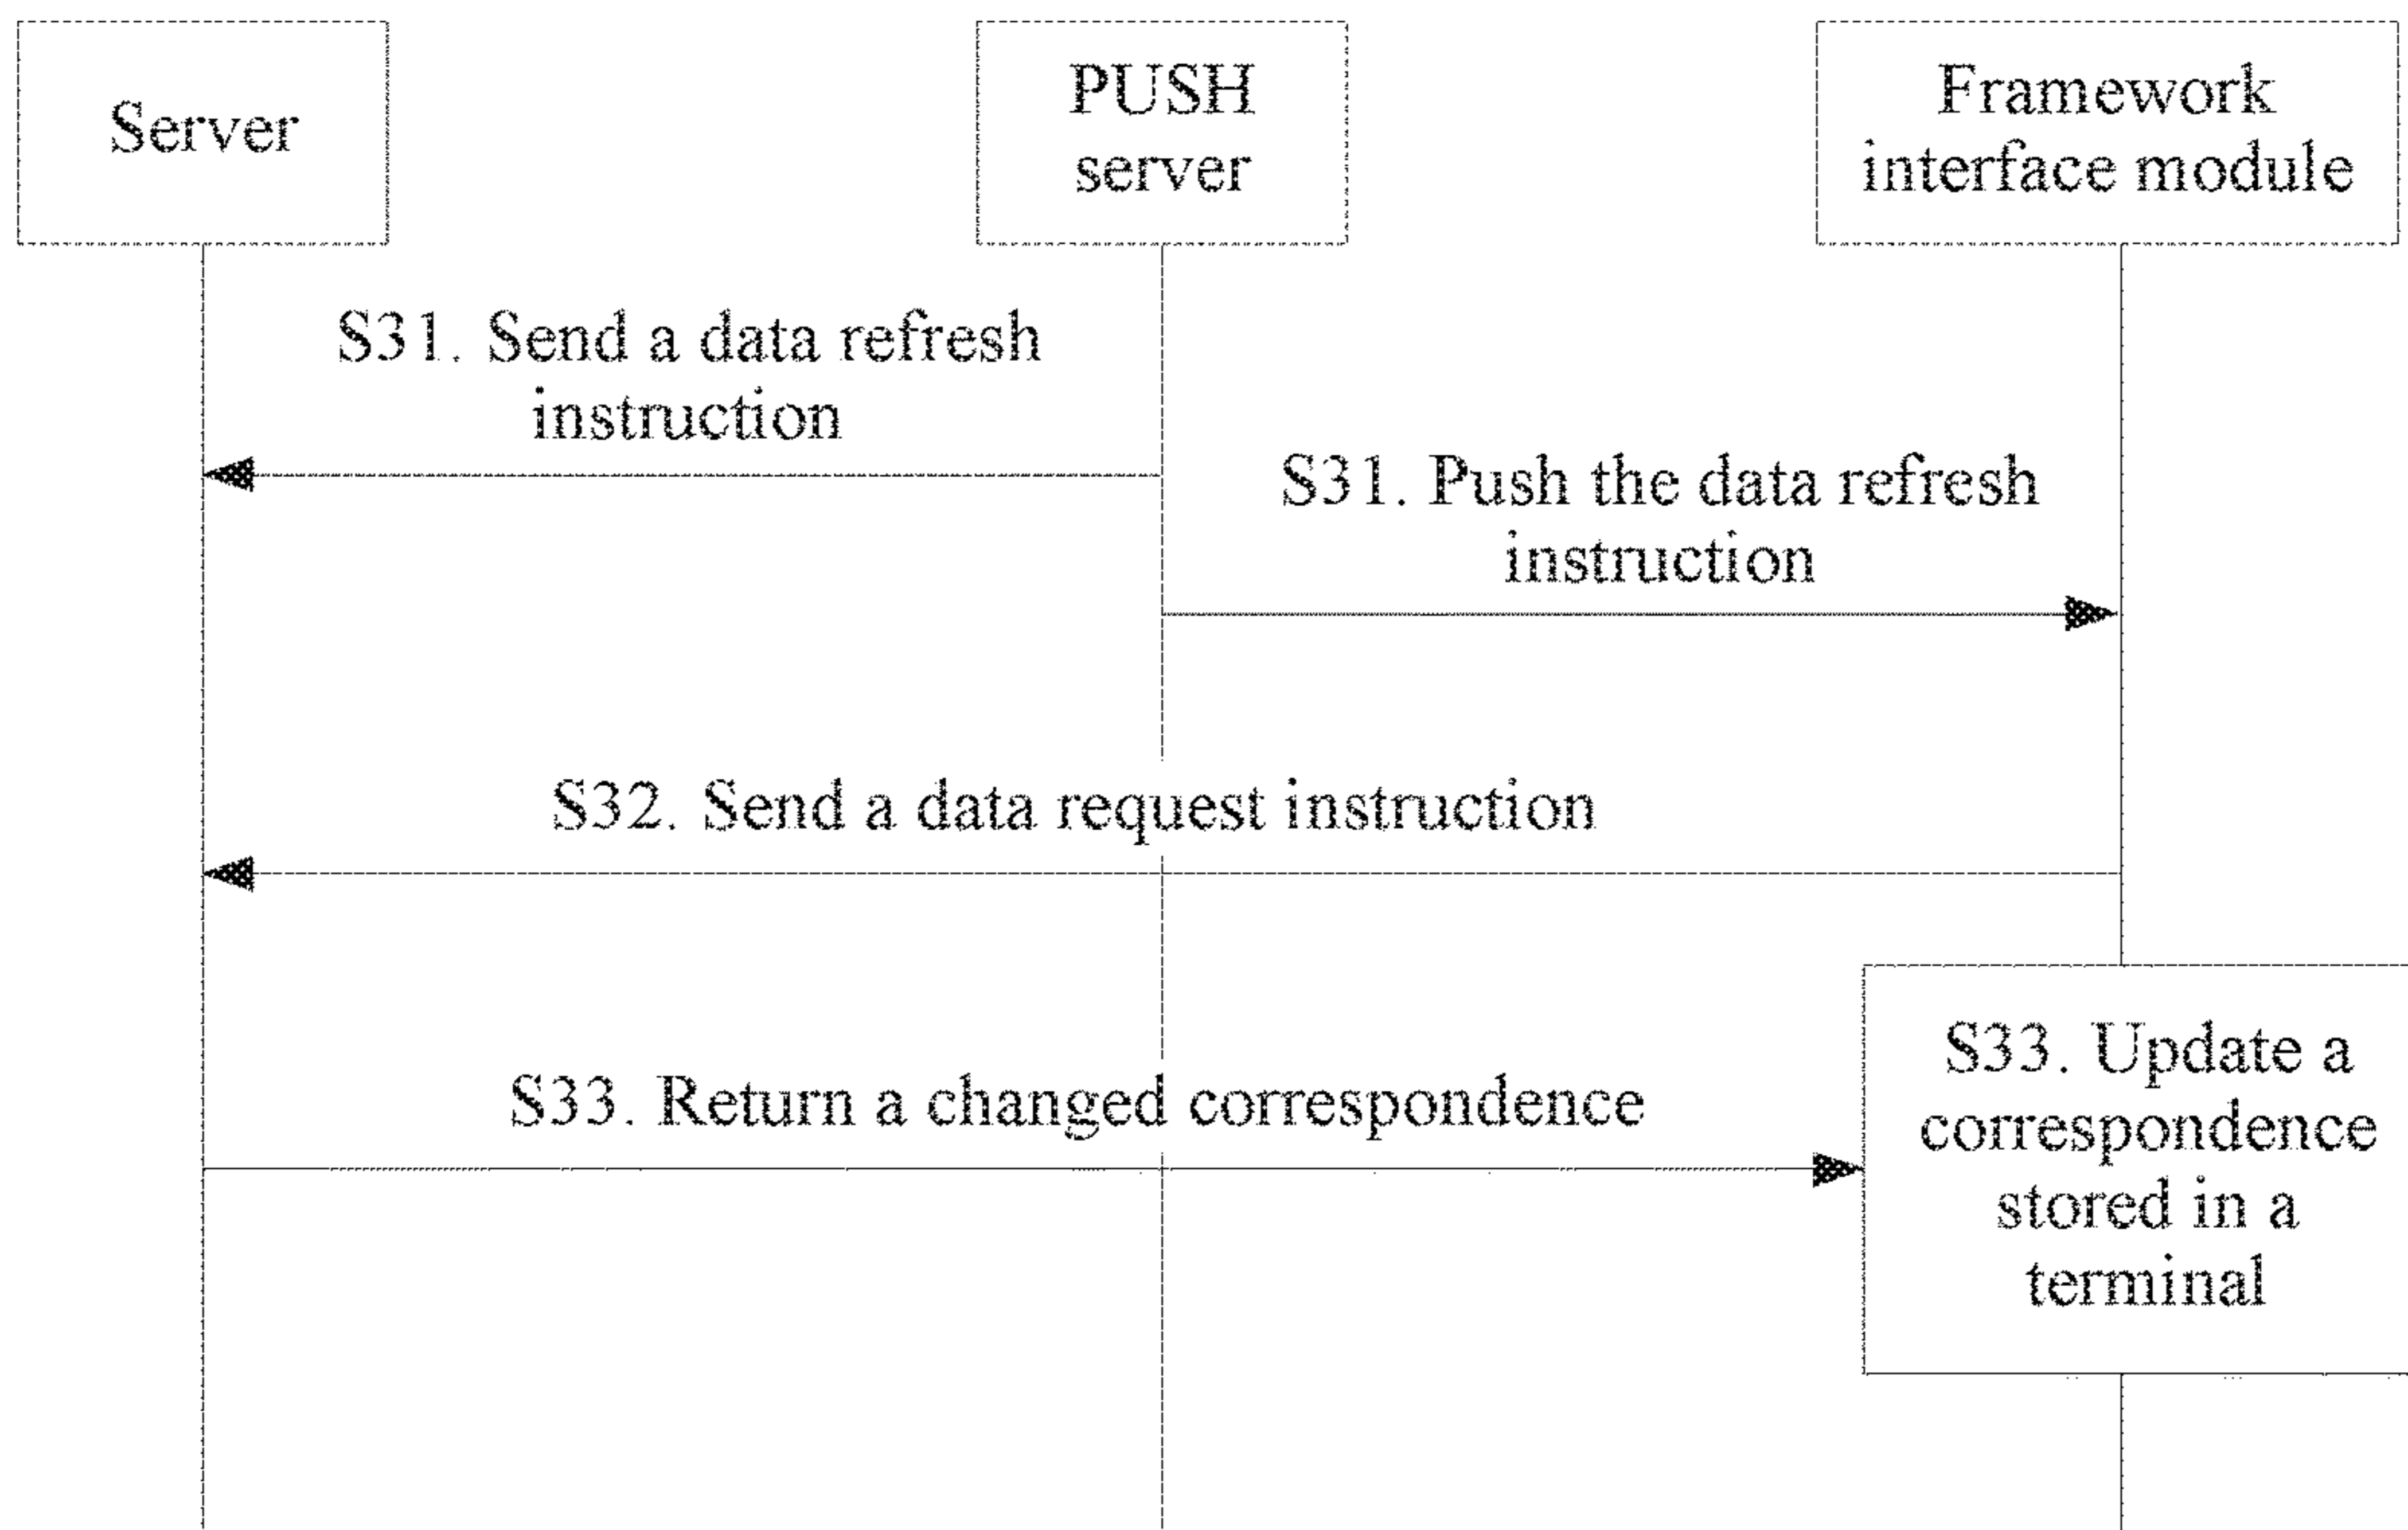 Server
PUSH
server
Framework
interface module
S31. Send a data refresh
instruction
S31. Push the data refresh
instruction
S32. Send a data request instruction
S33. Return a changed correspondence
S33. Update a
correspondence
stored in a
terminal